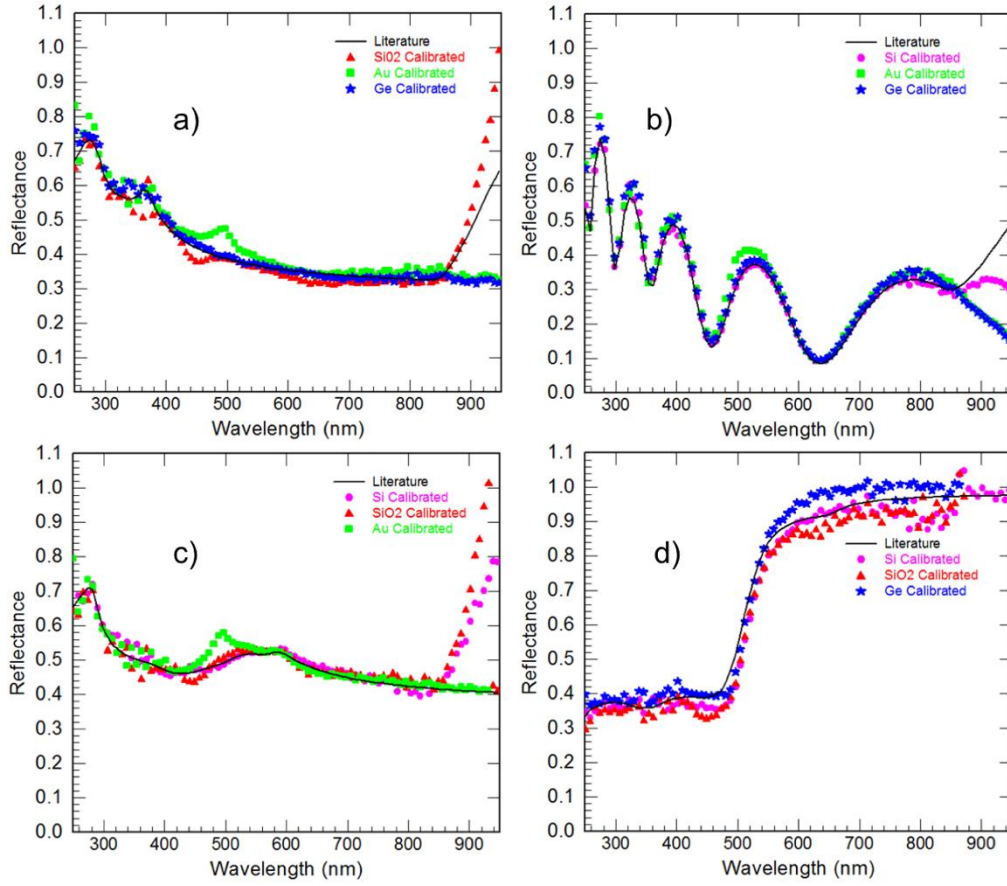 1.1
1.0
0.9
0.8
0.7
0.6
0.5
0.4
0.3
0.2
0.1
0.0
Reflectance
a)
Literature
Si02 Calibrated
Au Calibrated
Ge Calibrated
300 400 500 600 700 800 900
Wavelength (nm)
1.1
1.0
0.9
0.8
0.7
0.6
0.5
0.4
0.3
0.2
0.1
0.0
Reflectance
b)
Literature
Si Calibrated
Au Calibrated
Ge Calibrated
300 400 500 600 700 800 900
Wavelength (nm)
1.1
1.0
0.9
0.8
0.7
0.6
0.5
0.4
0.3
0.2
0.1
0.0
Reflectance
c)
Literature
Si Calibrated
SiO2 Calibrated
Au Calibrated
300 400 500 600 700 800 900
Wavelength (nm)
1.1
1.0
0.9
0.8
0.7
0.6
0.5
0.4
0.3
0.2
0.1
0.0
Reflectance
d)
Literature
Si Calibrated
SiO2 Calibrated
Ge Calibrated
300 400 500 600 700 800 900
Wavelength (nm)